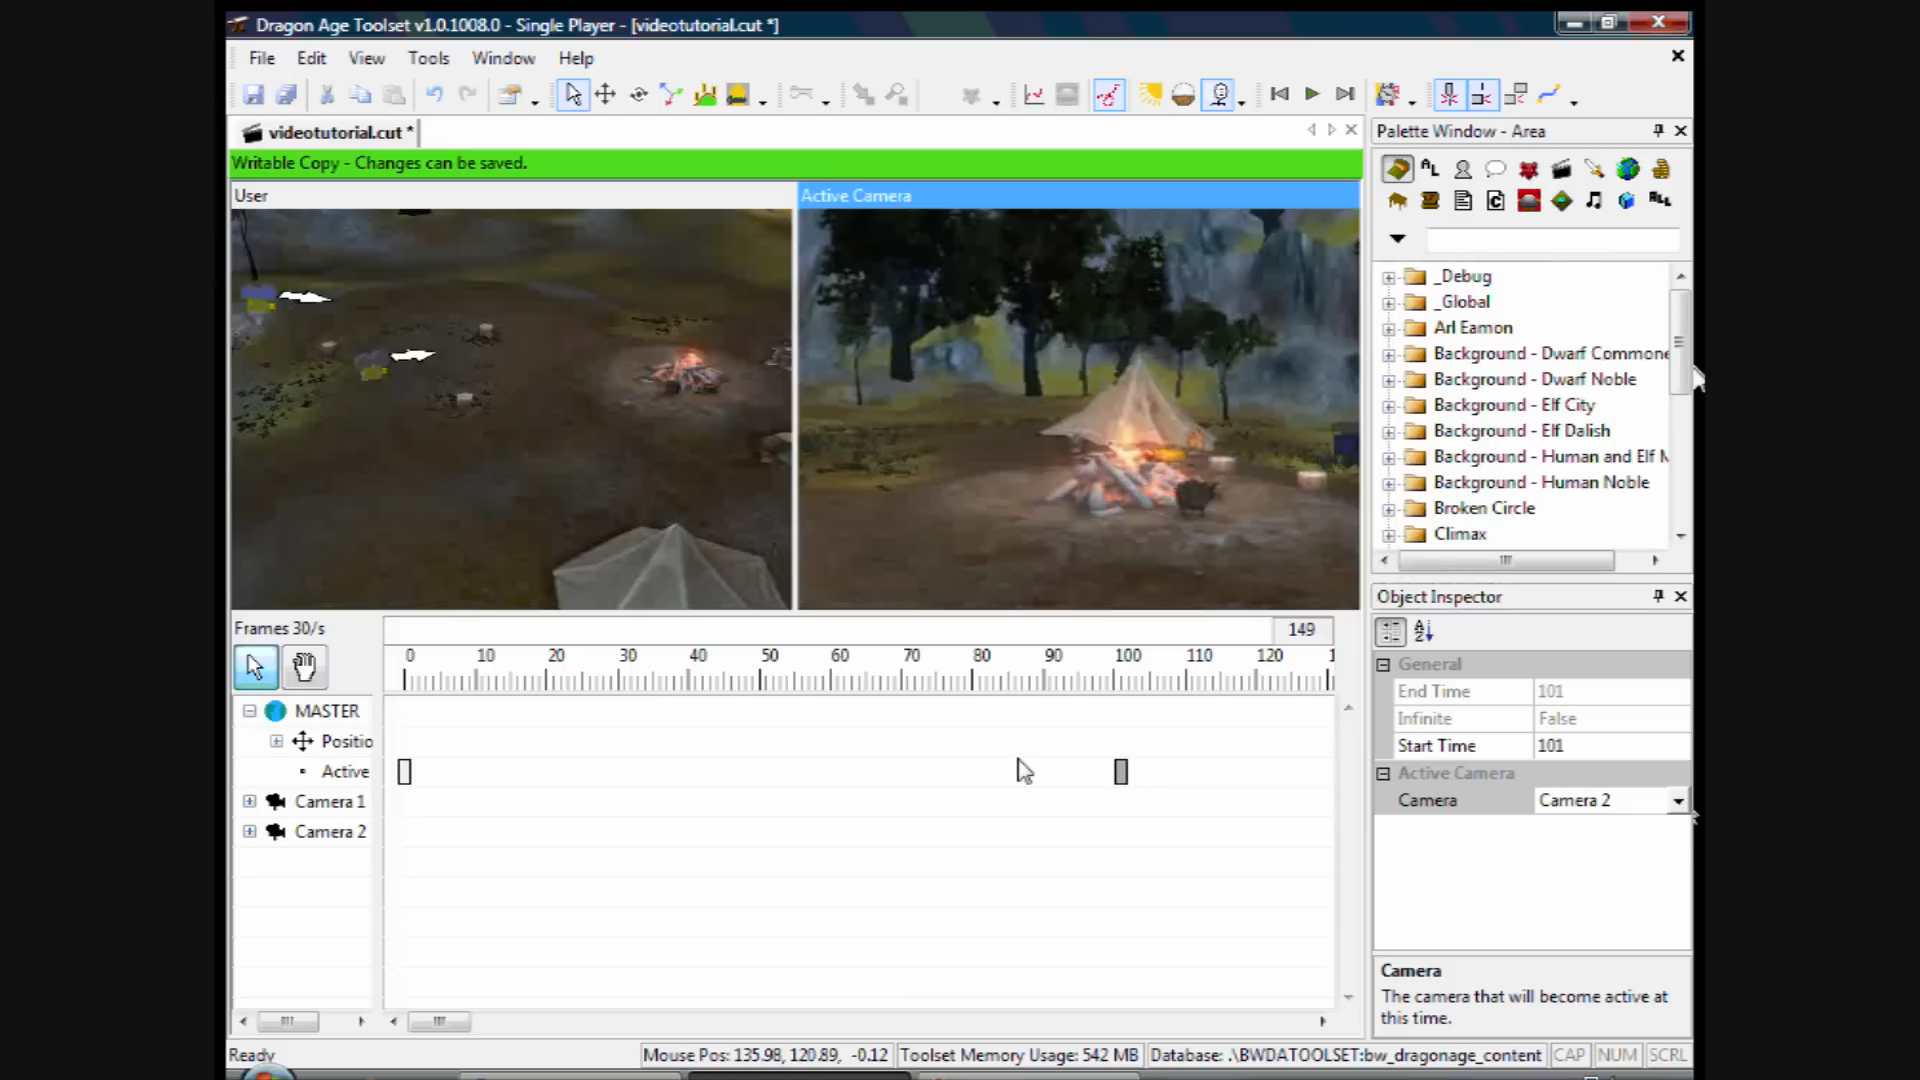 Dragon Age Toolset v1.0.1008.0 - Single Player - [videotutorial.cut *]
File Edit View Tools Window Help
videotutorial.cut *
Writable Copy - Changes can be saved.
User
Active Camera
Palette Window - Area
_Debug
_Global
Arl Eamon
Background - Dwarf Commone
Background - Dwarf Noble
Background - Elf City
Background - Elf Dalish
Background - Human and Elf M
Background - Human Noble
Broken Circle
Climax
Frames 30/s
149
0 10 20 30 40 50 60 70 80 90 100 110 120 1
MASTER
Positio
Active
Camera 1
Camera 2
Object Inspector
General
End Time 101
Infinite False
Start Time 101
Active Camera
Camera Camera 2
Camera
The camera that will become active at
this time.
Ready
Mouse Pos: 135.98, 120.89, -0.12
Toolset Memory Usage: 542 MB
Database: .\BWDATOOLSET:bw_dragonage_content
CAP NUM SCRL